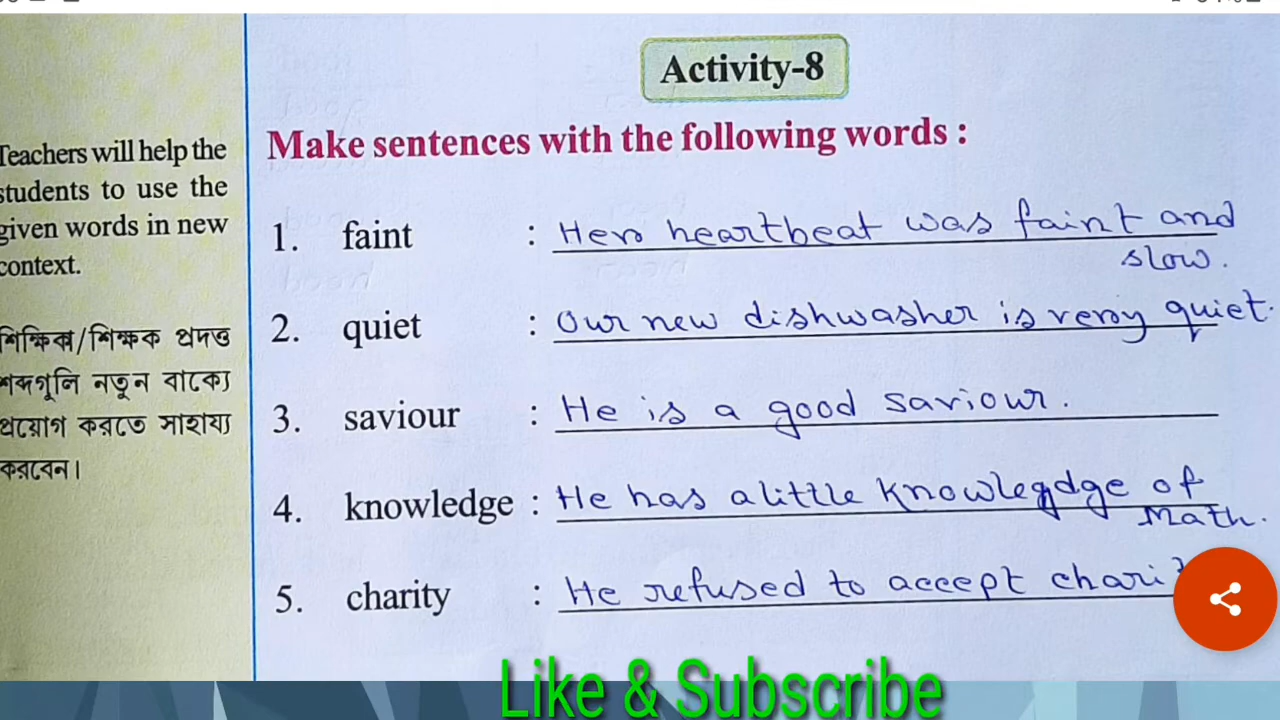 Activity-8
Make sentences with the following words :
Teachers will help the
students to use the
given words in new
context.
শিক্ষিকা/শিক্ষক প্রদত্ত
শব্দগুলি নতুন বাক্যে
প্রয়োগ করতে সাহায্য
করবেন।
1. faint : Her heartbeat was faint and
slow.
2. quiet : Our new dishwasher is very quiet.
3. saviour : He is a good saviour.
4. knowledge : He has a little knowledge of
Math.
5. charity : He refused to accept
Like & Subscribe